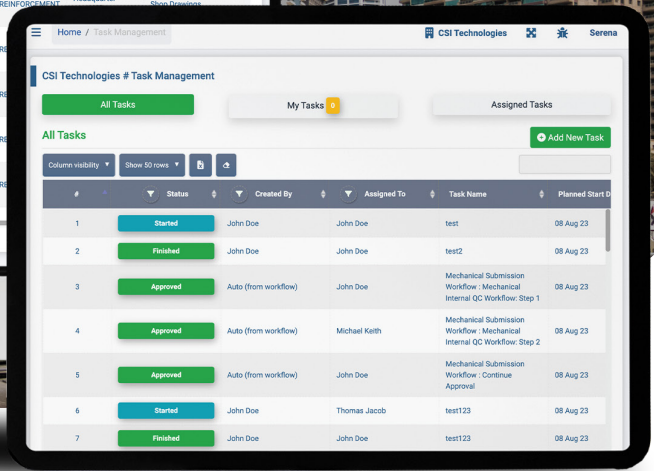 REINFORCEMENT
Headquarter
Shop Drawings
Home / Task Management
CSI Technologies
Serena
CSI Technologies # Task Management
All Tasks
My Tasks 0
Assigned Tasks
All Tasks
Add New Task
Column visibility
Show 50 rows
# Status Created By Assigned To Task Name Planned Start D
1 Started John Doe John Doe test 08 Aug 23
2 Finished John Doe John Doe test2 08 Aug 23
Mechanical Submission
3 Approved Auto (from workflow) John Doe Workflow : Mechanical 08 Aug 23
Internal QC Workflow: Step 1
Mechanical Submission
4 Approved Auto (from workflow) Michael Keith Workflow : Mechanical 08 Aug 23
Internal QC Workflow: Step 2
Mechanical Submission
5 Approved Auto (from workflow) John Doe Workflow : Continue 08 Aug 23
Approval
6 Started John Doe Thomas Jacob test123 08 Aug 23
7 Finished John Doe John Doe test123 08 Aug 23